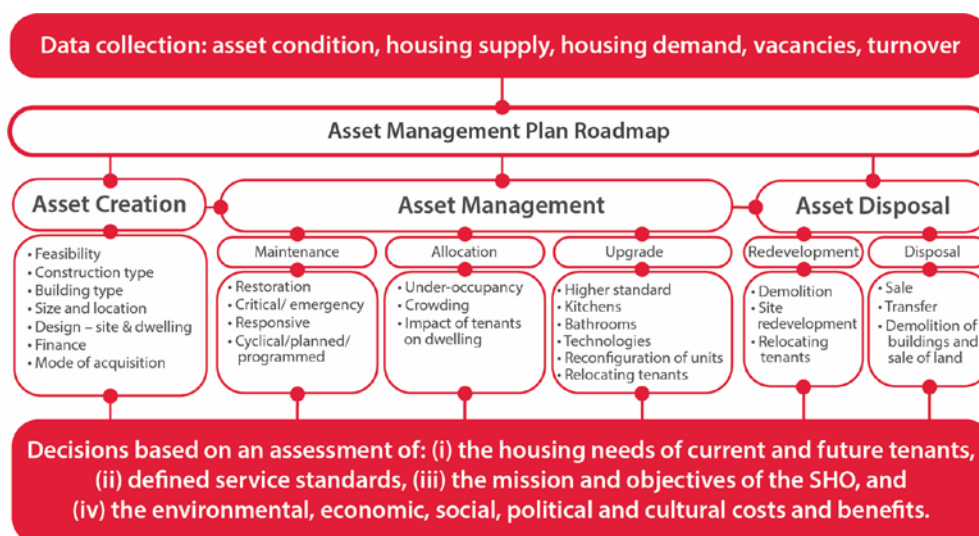 Data collection: asset condition, housing supply, housing demand, vacancies, turnover
Asset Management Plan Roadmap
Asset Creation
• Feasibility
• Construction type
• Building type
• Size and location
• Design – site & dwelling
• Finance
• Mode of acquisition
Asset Management
Maintenance
• Restoration
• Critical/ emergency
• Responsive
• Cyclical/planned/
programmed
Allocation
• Under-occupancy
• Crowding
• Impact of tenants
on dwelling
Upgrade
• Higher standard
• Kitchens
• Bathrooms
• Technologies
• Reconfiguration of units
• Relocating tenants
Asset Disposal
Redevelopment
• Demolition
• Site
redevelopment
• Relocating
tenants
Disposal
• Sale
• Transfer
• Demolition of
buildings and
sale of land
Decisions based on an assessment of: (i) the housing needs of current and future tenants,
(ii) defined service standards, (iii) the mission and objectives of the SHO, and
(iv) the environmental, economic, social, political and cultural costs and benefits.